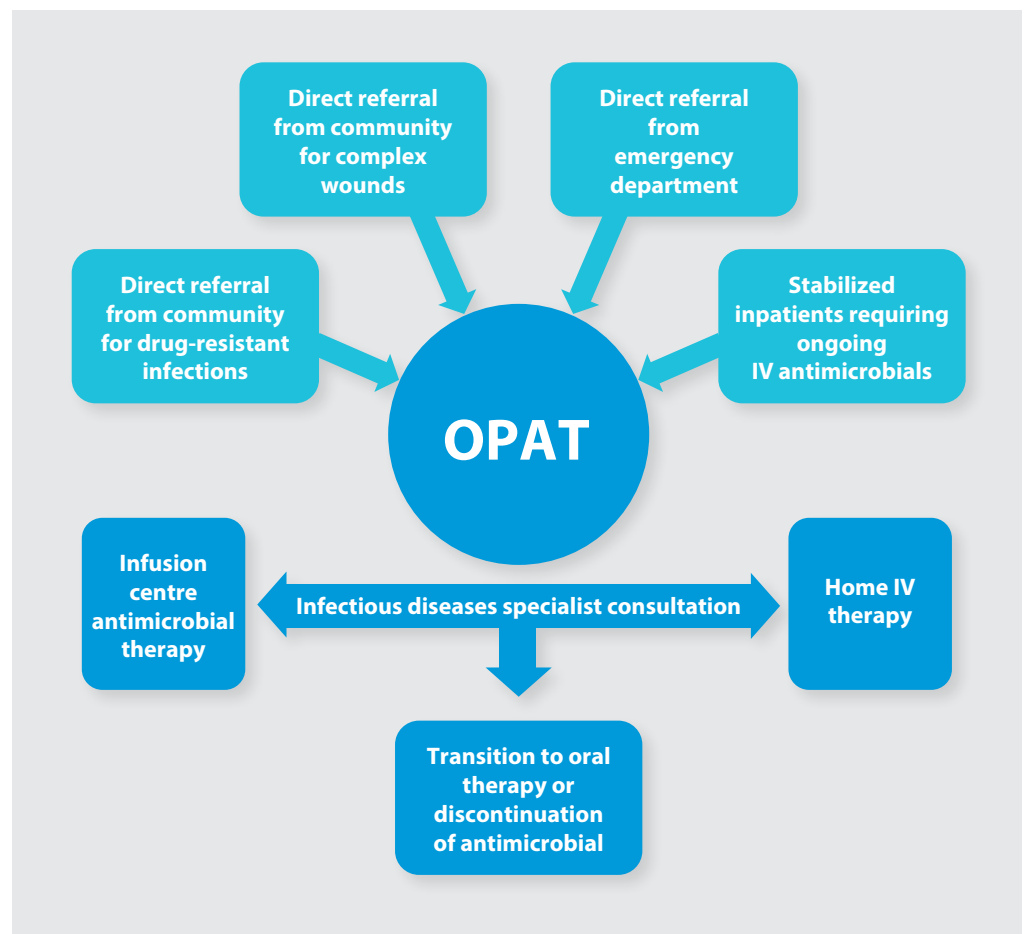 Direct referral
from community
for complex
wounds
Direct referral
from
emergency
department
Direct referral
from community
for drug-resistant
infections
Stabilized
inpatients requiring
ongoing
IV antimicrobials
OPAT
Infusion
centre
antimicrobial
therapy
Infectious diseases specialist consultation
Home IV
therapy
Transition to oral
therapy or
discontinuation
of antimicrobial